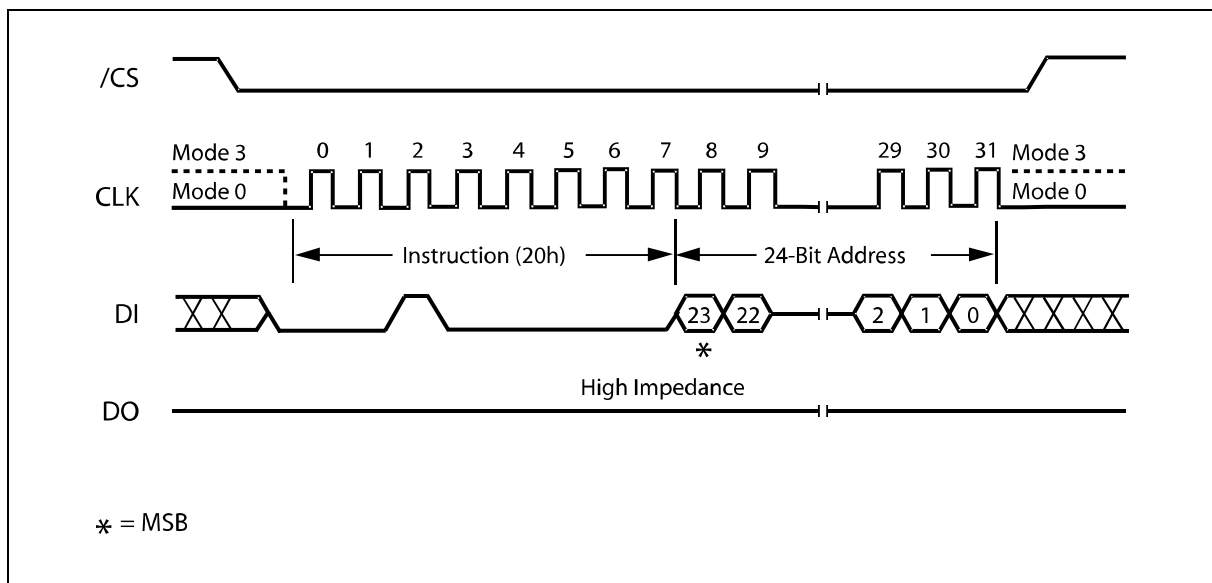 /CS
Mode 3 0 1 2 3 4 5 6 7 8 9 29 30 31 Mode 3
CLK Mode 0 Mode 0
Instruction (20h) 24-Bit Address
DI 23 22 2 1 0
*
High Impedance
DO
* = MSB